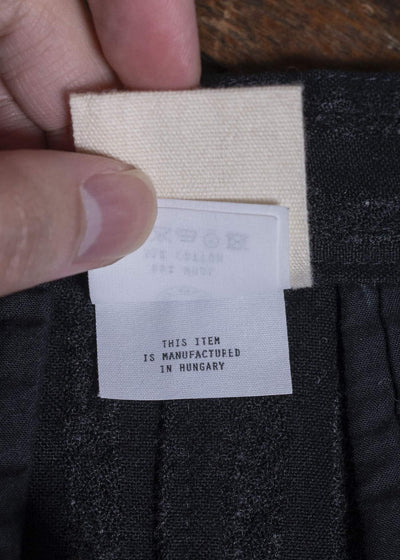 THIS ITEM
IS MANUFACTURED
IN HUNGARY